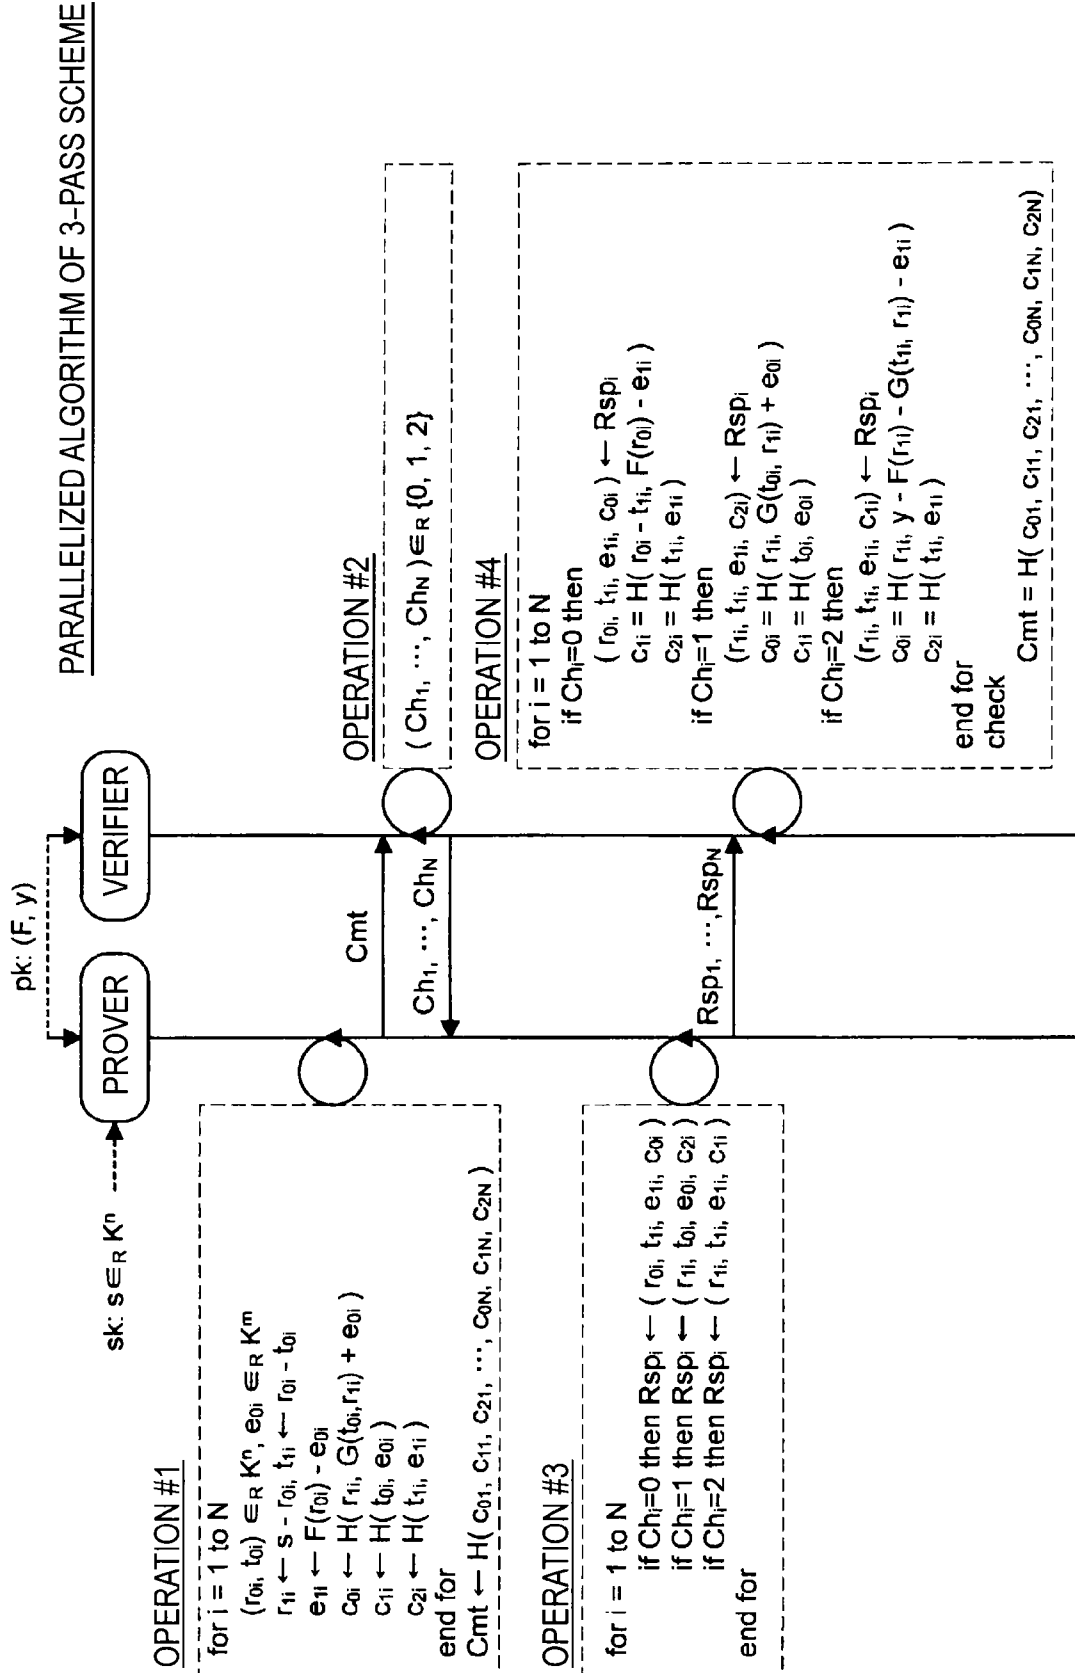 PARALLELIZED ALGORITHM OF 3-PASS SCHEME
pk: (F, y)
sk: s ∈R Kⁿ
PROVER
VERIFIER
OPERATION #1
for i = 1 to N
(r0i, t0i) ∈R Kⁿ, e0i ∈R Kᵐ
r1i ← s - r0i, t1i ← r0i - t0i
e1i ← F(r0i) - e0i
c0i ← H( r1i, G(t0i,r1i) + e0i )
c1i ← H( t0i, e0i )
c2i ← H( t1i, e1i )
end for
Cmt ← H( c01, c11, c21, ..., c0N, c1N, c2N )
Cmt
OPERATION #2
( Ch1, ..., ChN ) ∈R {0, 1, 2}
Ch1, ..., ChN
OPERATION #3
for i = 1 to N
if Chi=0 then Rspi ← ( r0i, t1i, e1i, c0i )
if Chi=1 then Rspi ← ( r1i, t0i, e0i, c2i )
if Chi=2 then Rspi ← ( r1i, t1i, e1i, c1i )
end for
Rsp1, ...,RspN
OPERATION #4
for i = 1 to N
if Chi=0 then
( r0i, t1i, e1i, c0i ) ← Rspi
c1i = H( r0i - t1i, F(r0i) - e1i )
c2i = H( t1i, e1i )
if Chi=1 then
(r1i, t1i, e1i, c2i) ← Rspi
c0i = H( r1i, G(t0i, r1i) + e0i )
c1i = H( t0i, e0i )
if Chi=2 then
(r1i, t1i, e1i, c1i) ← Rspi
c0i = H( r1i, y - F(r1i) - G(t1i, r1i) - e1i )
c2i = H( t1i, e1i )
end for
check
Cmt = H( c01, c11, c21, ..., c0N, c1N, c2N )